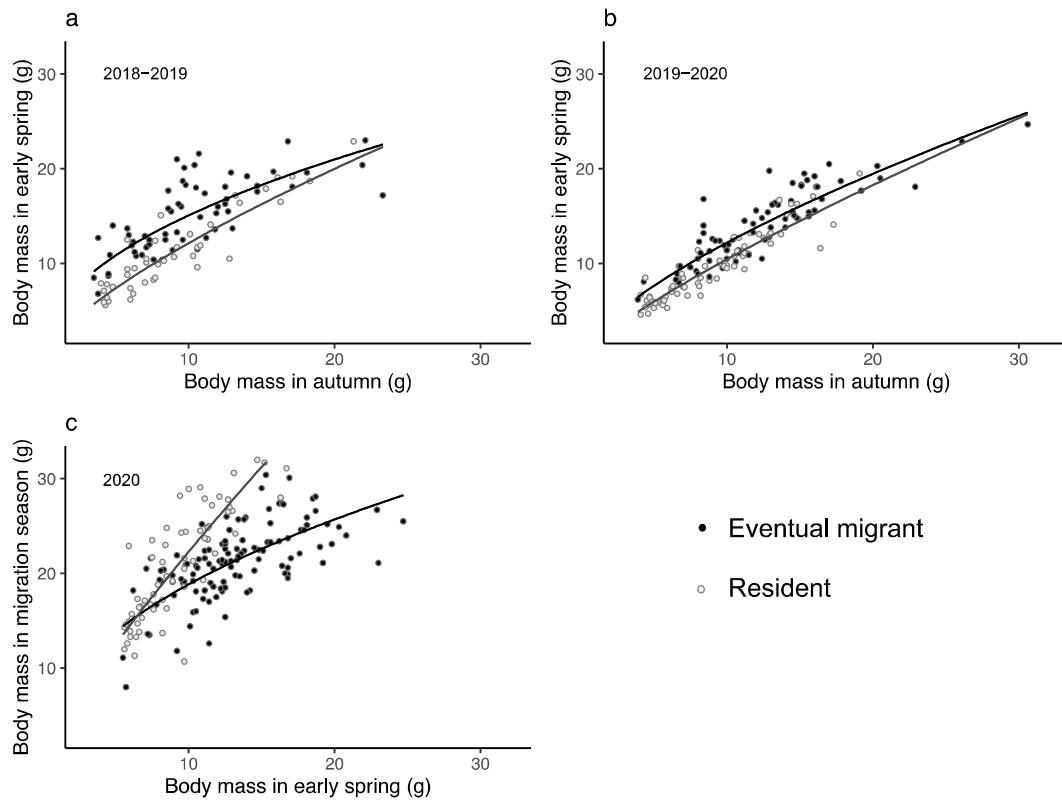 a
2018−2019
Body mass in early spring (g)
30
20
10
10
20
30
Body mass in autumn (g)
b
2019−2020
Body mass in early spring (g)
30
20
10
10
20
30
Body mass in autumn (g)
c
2020
Body mass in migration season (g)
30
20
10
10
20
30
Body mass in early spring (g)
Eventual migrant
Resident